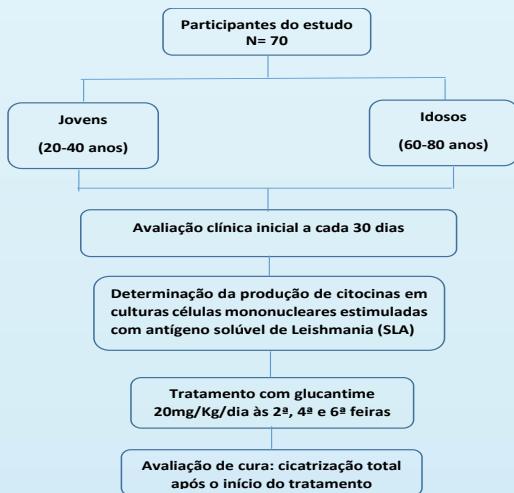 Participantes do estudo
N= 70
Jovens
(20-40 anos)
Idosos
(60-80 anos)
Avaliação clínica inicial a cada 30 dias
Determinação da produção de citocinas em
culturas células mononucleares estimuladas
com antígeno solúvel de Leishmania (SLA)
Tratamento com glucantime
20mg/Kg/dia às 2ª, 4ª e 6ª feiras
Avaliação de cura: cicatrização total
após o início do tratamento